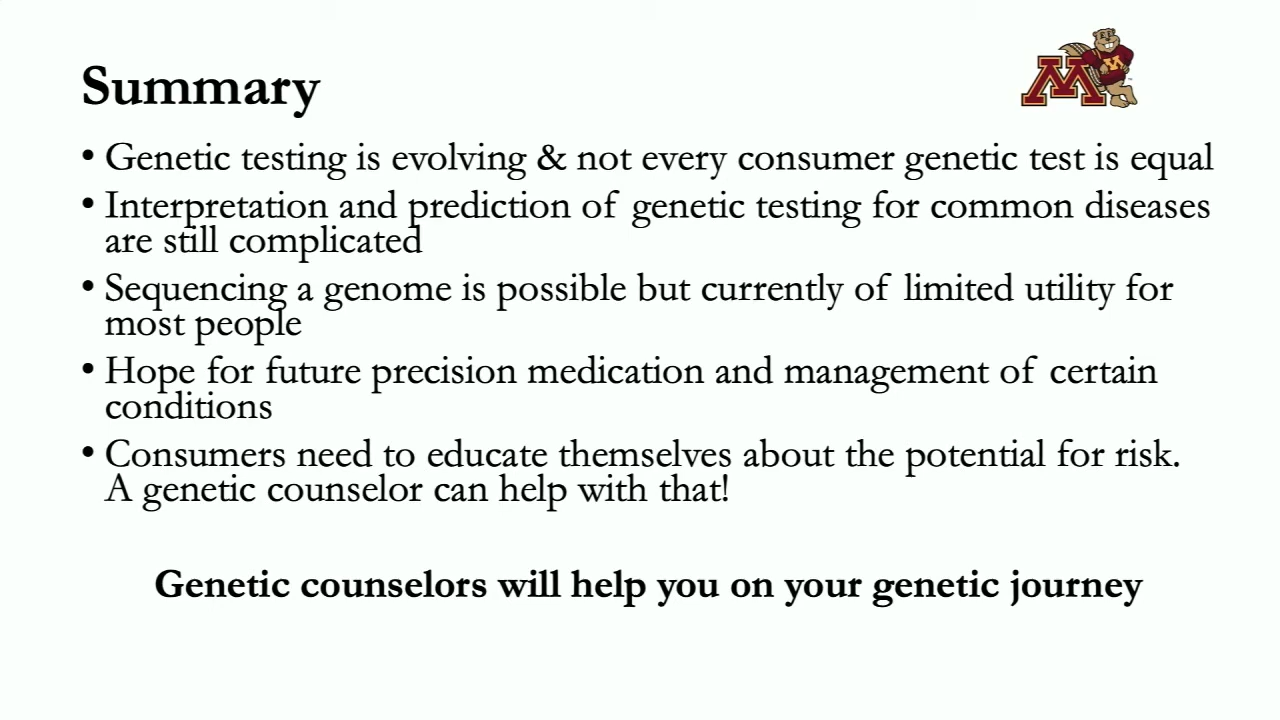 Summary
• Genetic testing is evolving & not every consumer genetic test is equal
• Interpretation and prediction of genetic testing for common diseases
are still complicated
• Sequencing a genome is possible but currently of limited utility for
most people
• Hope for future precision medication and management of certain
conditions
• Consumers need to educate themselves about the potential for risk.
A genetic counselor can help with that!
Genetic counselors will help you on your genetic journey
M
M